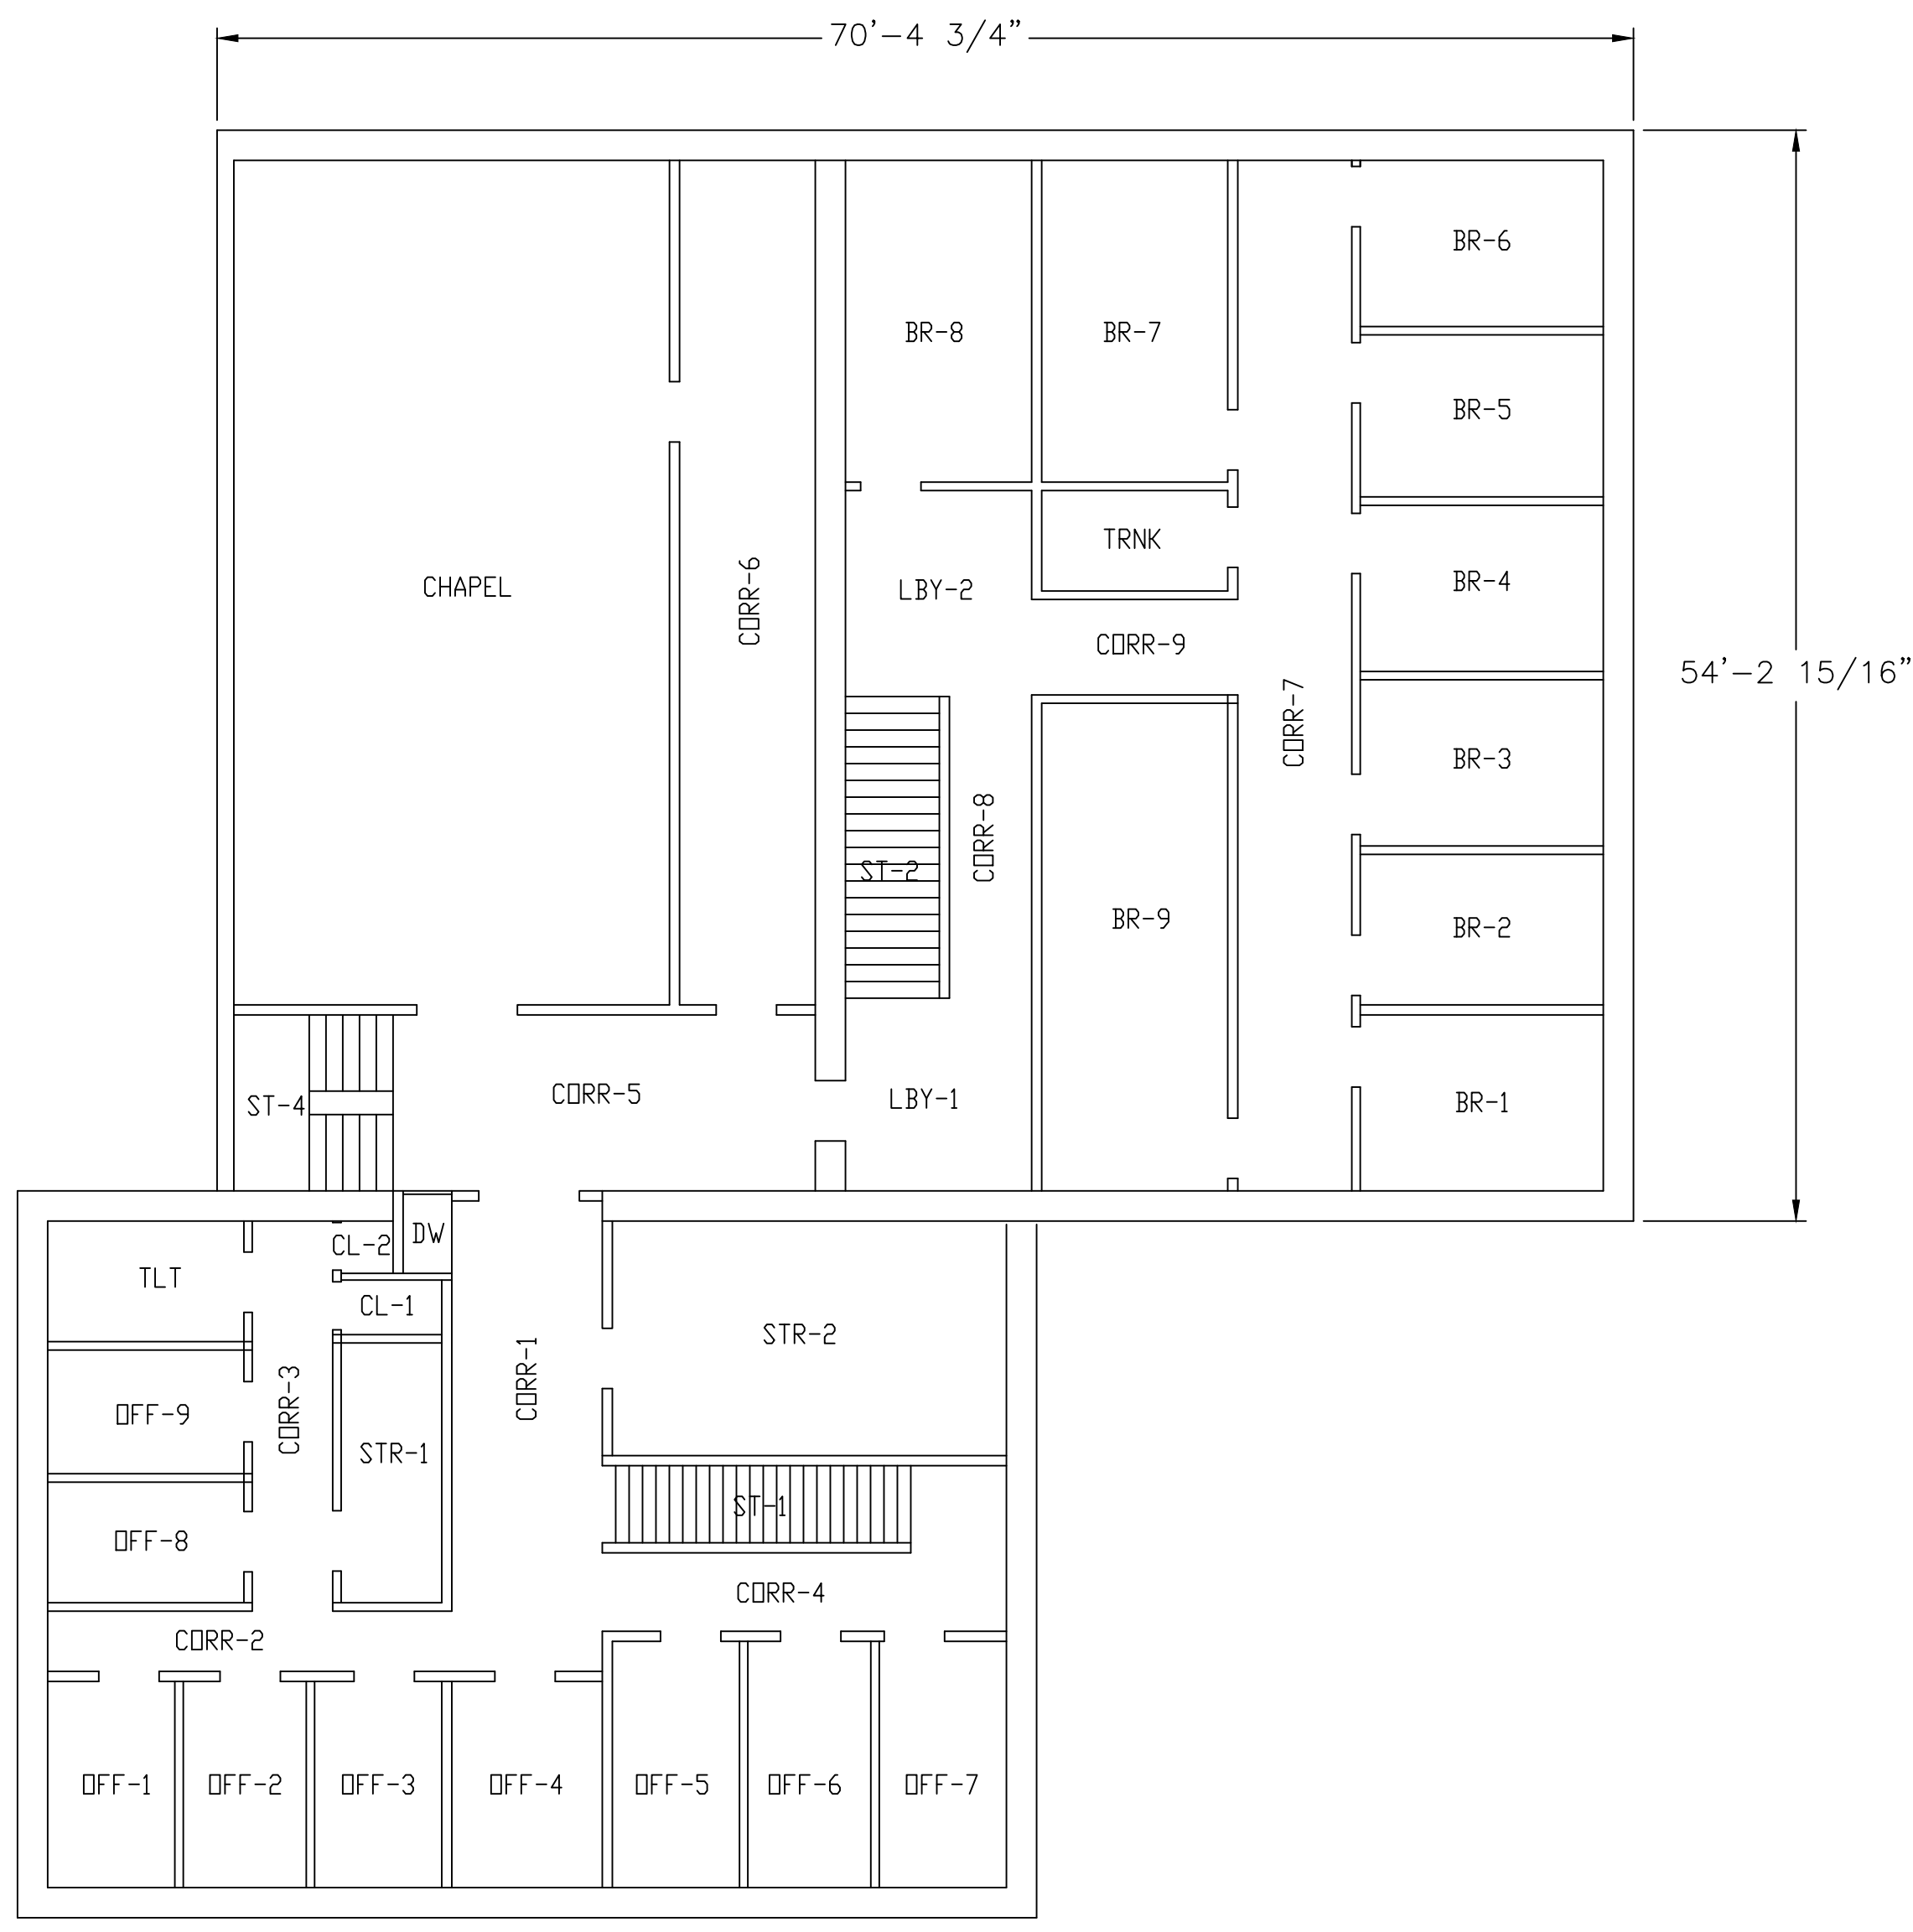 70'-4 3/4"
BR-6
BR-8
BR-7
BR-5
TRNK
CHAPEL
CORR-6
LBY-2
BR-4
CORR-9
54'-2 15/16"
CORR-7
BR-3
CORR-8
ST-2
BR-9
BR-2
ST-4
CORR-5
LBY-1
BR-1
CL-2
DW
TLT
CL-1
STR-2
CORR-1
OFF-9
CORR-3
STR-1
ST-1
OFF-8
CORR-4
CORR-2
OFF-1
OFF-2
OFF-3
OFF-4
OFF-5
OFF-6
OFF-7